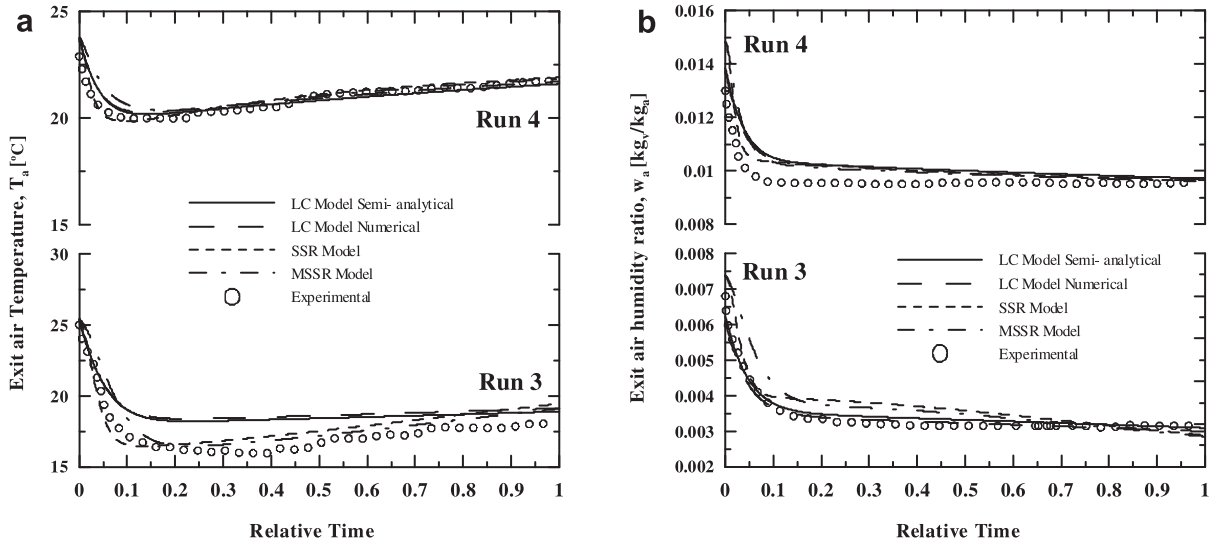 a
25
20
15
Run 4
LC Model Semi- analytical
LC Model Numerical
SSR Model
MSSR Model
Experimental
30
25
20
15
Run 3
Exit air Temperature, Ta [ºC]
0 0.1 0.2 0.3 0.4 0.5 0.6 0.7 0.8 0.9 1
Relative Time
b
0.016
0.014
0.012
0.01
0.008
Run 4
0.008
0.007
0.006
0.005
0.004
0.003
0.002
Run 3
LC Model Semi- analytical
LC Model Numerical
SSR Model
MSSR Model
Experimental
Exit air humidity ratio, wa [kgv/kga]
0 0.1 0.2 0.3 0.4 0.5 0.6 0.7 0.8 0.9 1
Relative Time